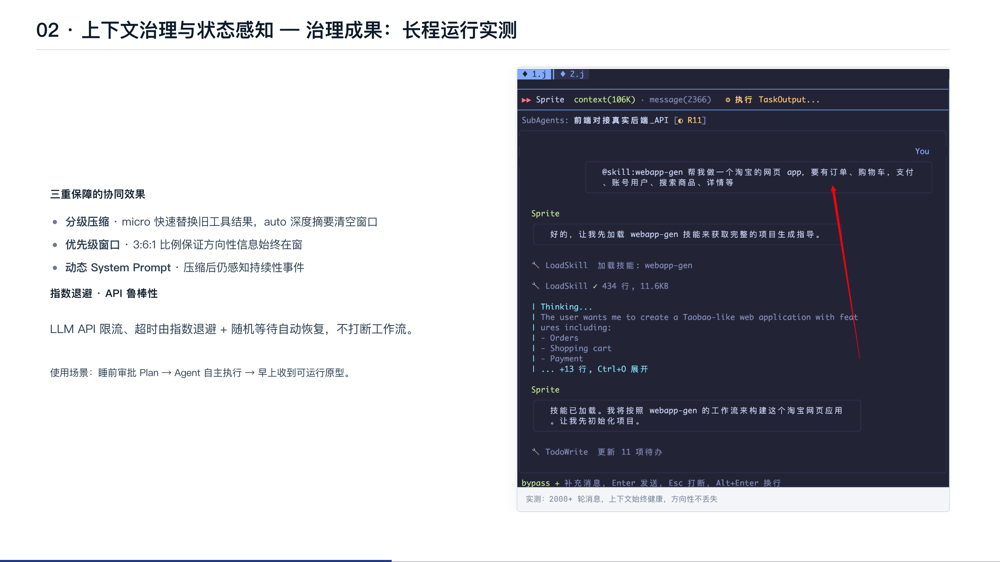 02 · 上下文治理与状态感知 — 治理成果：长程运行实测
三重保障的协同效果
• 分级压缩 · micro 快速替换旧工具结果，auto 深度摘要清空窗口
• 优先级窗口 · 3:6:1 比例保证方向性信息始终在窗
• 动态 System Prompt · 压缩后仍感知持续性事件
指数退避 · API 鲁棒性
LLM API 限流、超时由指数退避 + 随机等待自动恢复，不打断工作流。
使用场景：睡前审批 Plan → Agent 自主执行 → 早上收到可运行原型。
♦ 1.j ♦ 2.j
▶▶ Sprite context(106K) · message(2366) ⚙ 执行 TaskOutput...
SubAgents: 前端对接真实后端_API [◐ R11]
You
@skill:webapp-gen 帮我做一个淘宝的网页 app，要有订单、购物车，支付
、账号用户、搜索商品、详情等
Sprite
好的，让我先加载 webapp-gen 技能来获取完整的项目生成指导。
LoadSkill 加载技能: webapp-gen
LoadSkill ✓ 434 行, 11.6KB
| Thinking...
| The user wants me to create a Taobao-like web application with feat
| ures including:
| - Orders
| - Shopping cart
| - Payment
| ... +13 行, Ctrl+O 展开
Sprite
技能已加载。我将按照 webapp-gen 的工作流来构建这个淘宝网页应用
。让我先初始化项目。
TodoWrite 更新 11 项待办
bypass + 补充消息, Enter 发送, Esc 打断, Alt+Enter 换行
实测：2000+ 轮消息，上下文始终健康，方向性不丢失